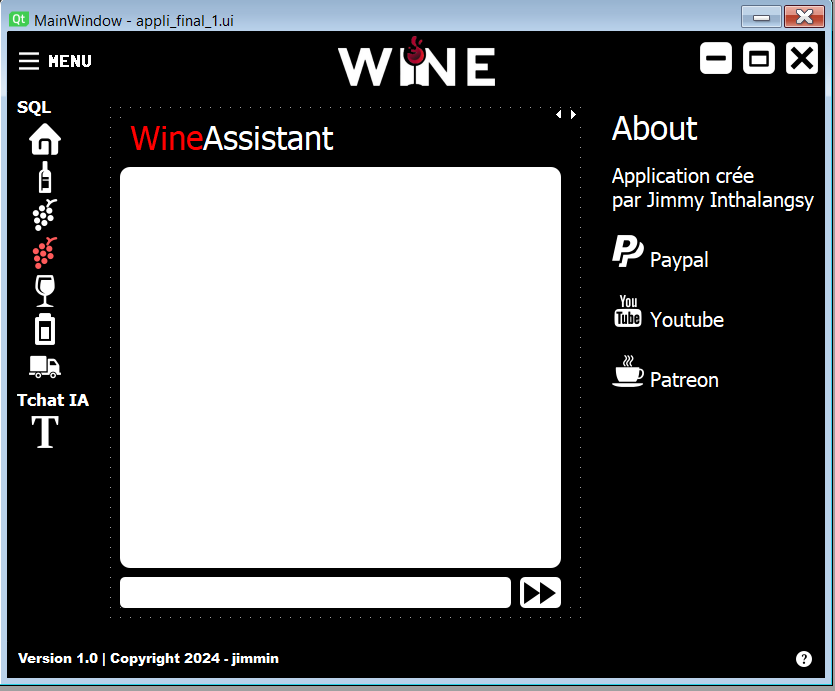 MainWindow - appli_final_1.ui
MENU
WINE
SQL
WineAssistant
About
Application crée
par Jimmy Inthalangsy
Paypal
You
Tube
Youtube
Patreon
Tchat IA
T
Version 1.0 | Copyright 2024 - jimmin
?